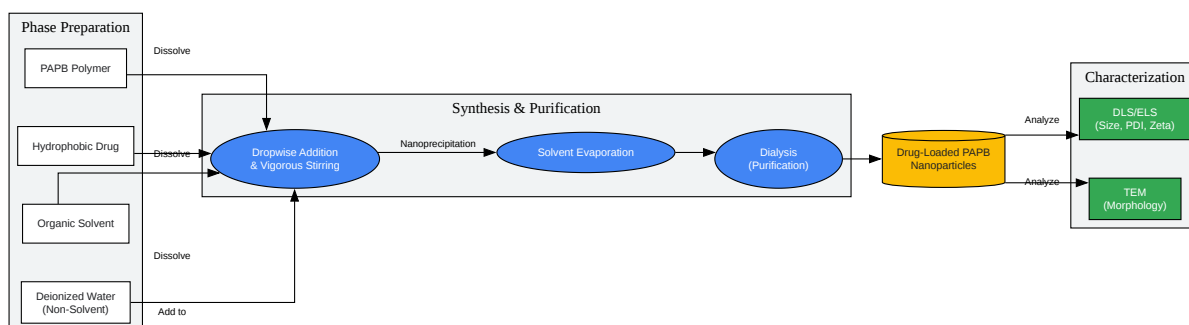 Phase Preparation
PAPB Polymer
Hydrophobic Drug
Organic Solvent
Deionized Water
(Non-Solvent)
Dissolve
Dissolve
Dissolve
Add to
Synthesis & Purification
Dropwise Addition
& Vigorous Stirring
Nanoprecipitation
Solvent Evaporation
Dialysis
(Purification)
Drug-Loaded PAPB
Nanoparticles
Analyze
Analyze
Characterization
DLS/ELS
(Size, PDI, Zeta)
TEM
(Morphology)